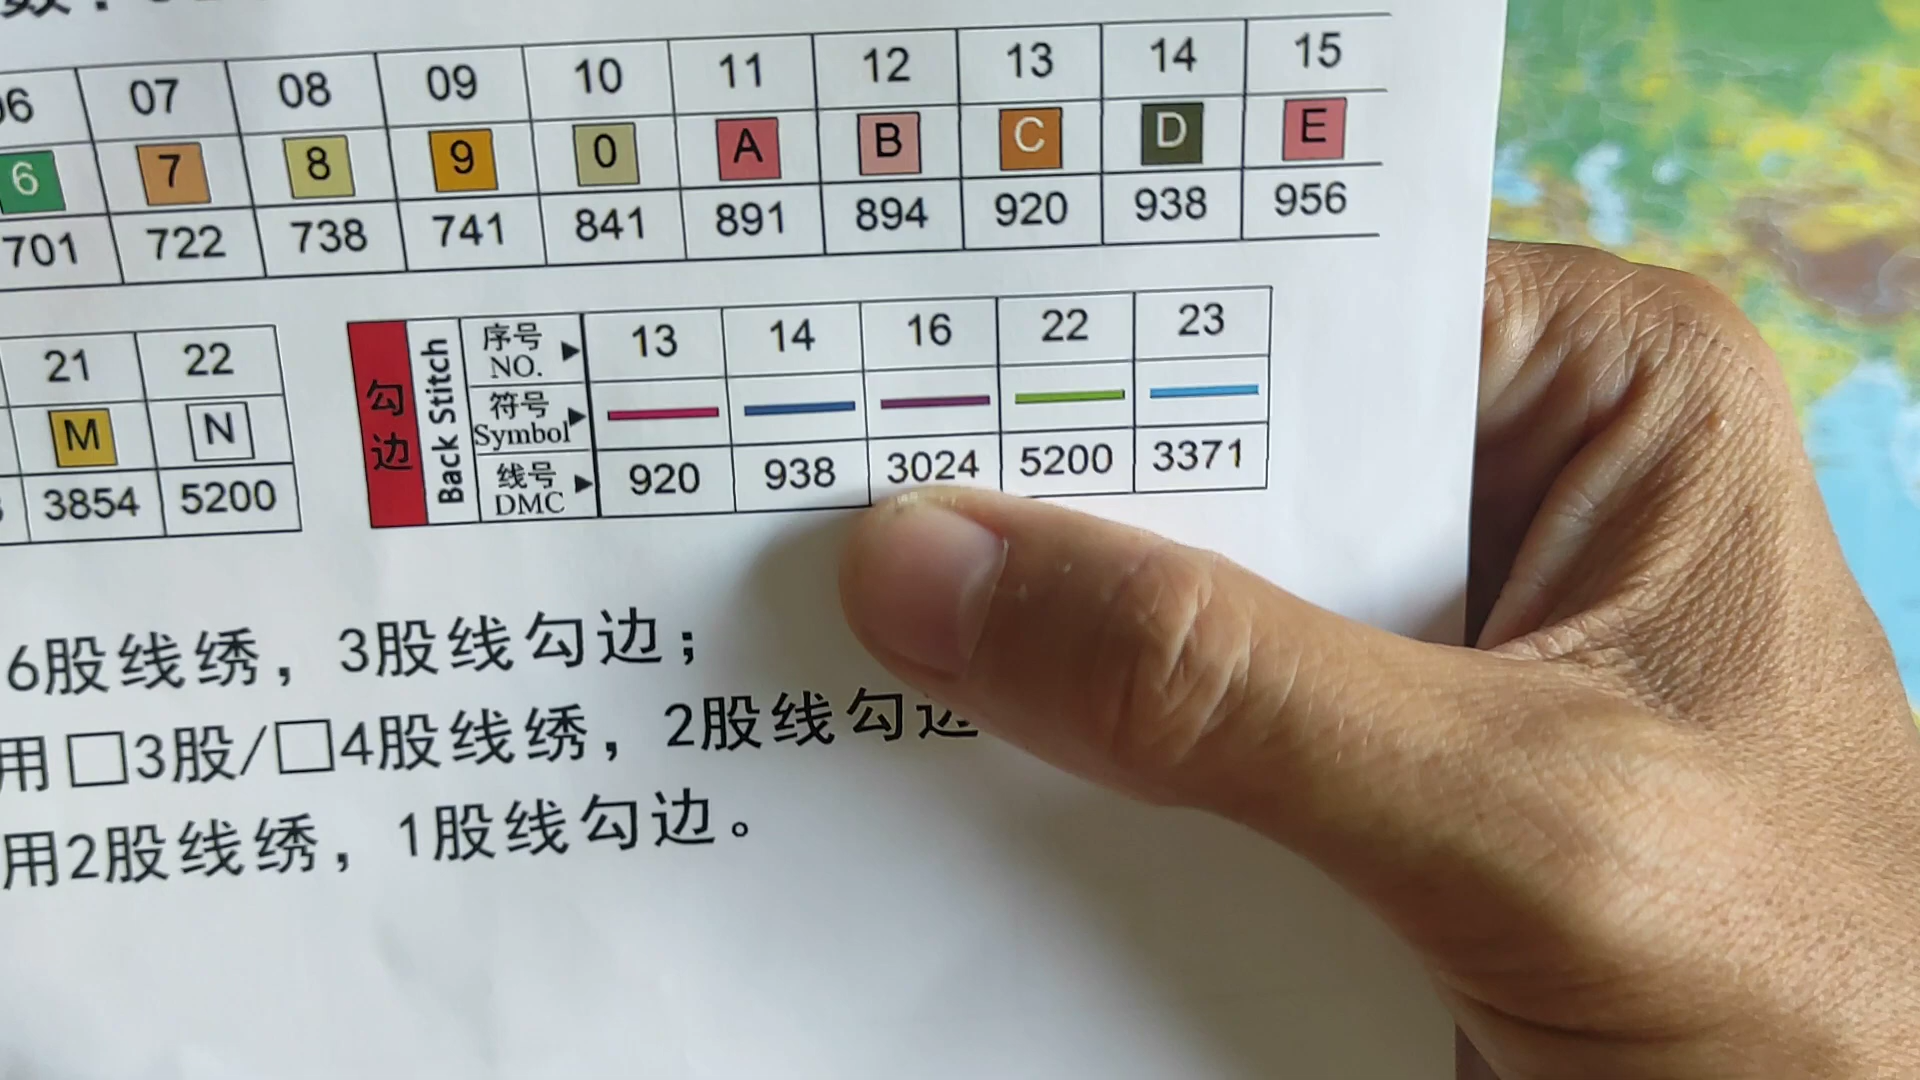 07 08 09 10 11 12 13 14 15
6 7 8 9 0 A B C D E
701 722 738 741 841 891 894 920 938 956
21 22
M N
3854 5200
勾边 Back Stitch
序号 NO. ▶ 13 14 16 22 23
符号 Symbol ▶
线号 DMC ▶ 920 938 3024 5200 3371
6股线绣，3股线勾边；
用□3股/□4股线绣，2股线勾边
用2股线绣，1股线勾边。